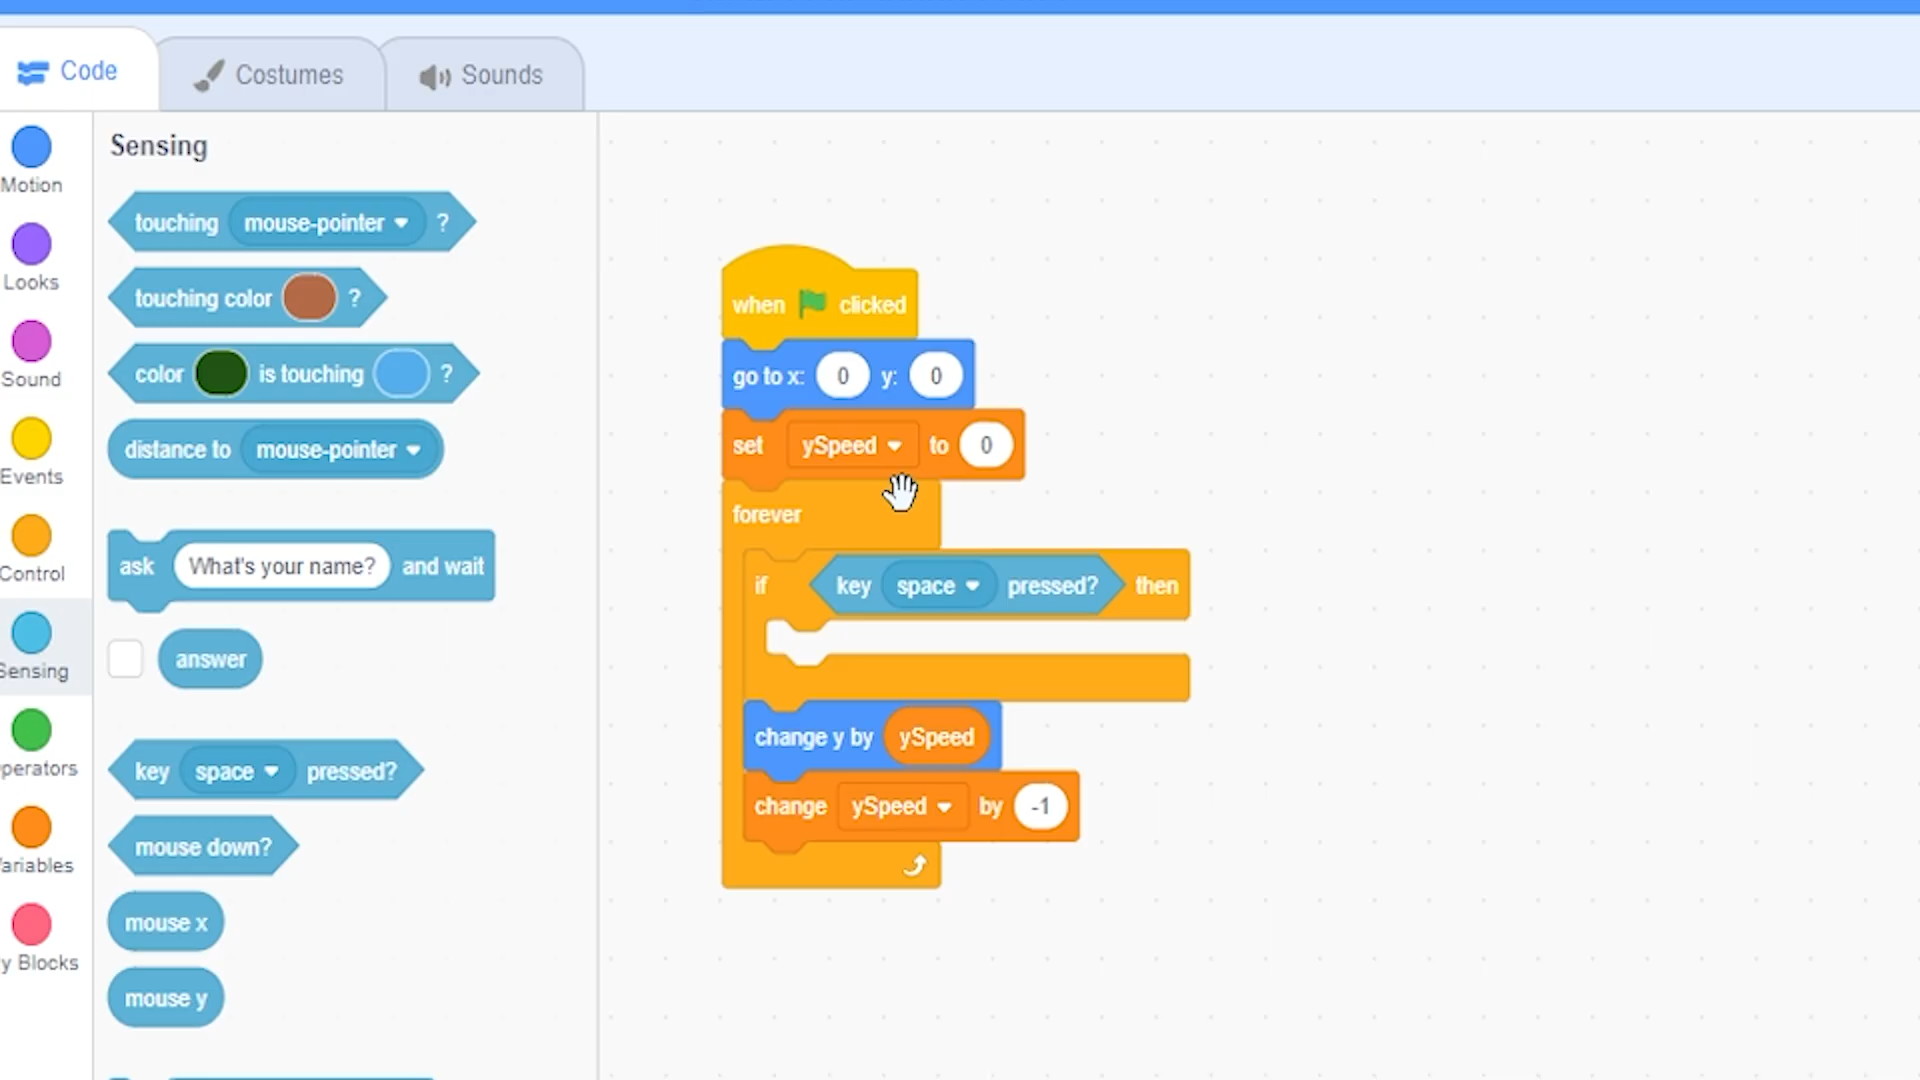 Code
Costumes
Sounds
Motion
Looks
Sound
Events
Control
Sensing
perators
ariables
y Blocks
Sensing
touching mouse-pointer ?
touching color ?
color is touching ?
distance to mouse-pointer
ask What's your name? and wait
answer
key space pressed?
mouse down?
mouse x
mouse y
when clicked
go to x: 0 y: 0
set ySpeed to 0
forever
if key space pressed? then
change y by ySpeed
change ySpeed by -1